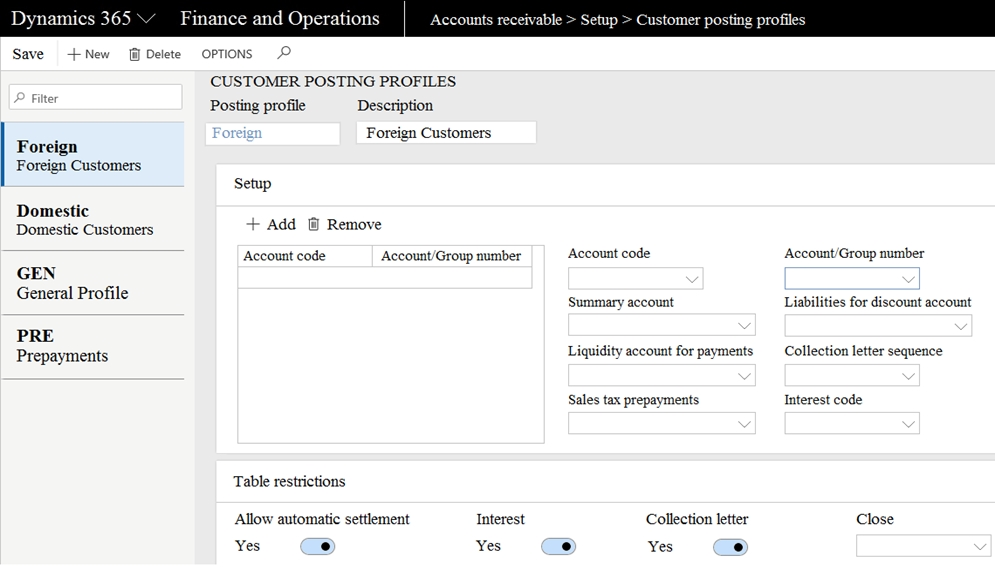 Dynamics 365 Finance and Operations Accounts receivable > Setup > Customer posting profiles
Save + New Delete OPTIONS
Filter
Foreign
Foreign Customers
Domestic
Domestic Customers
GEN
General Profile
PRE
Prepayments
CUSTOMER POSTING PROFILES
Posting profile Description
Foreign Foreign Customers
Setup
+ Add Remove
Account code Account/Group number
Account code Account/Group number
Summary account Liabilities for discount account
Liquidity account for payments Collection letter sequence
Sales tax prepayments Interest code
Table restrictions
Allow automatic settlement Interest Collection letter Close
Yes Yes Yes